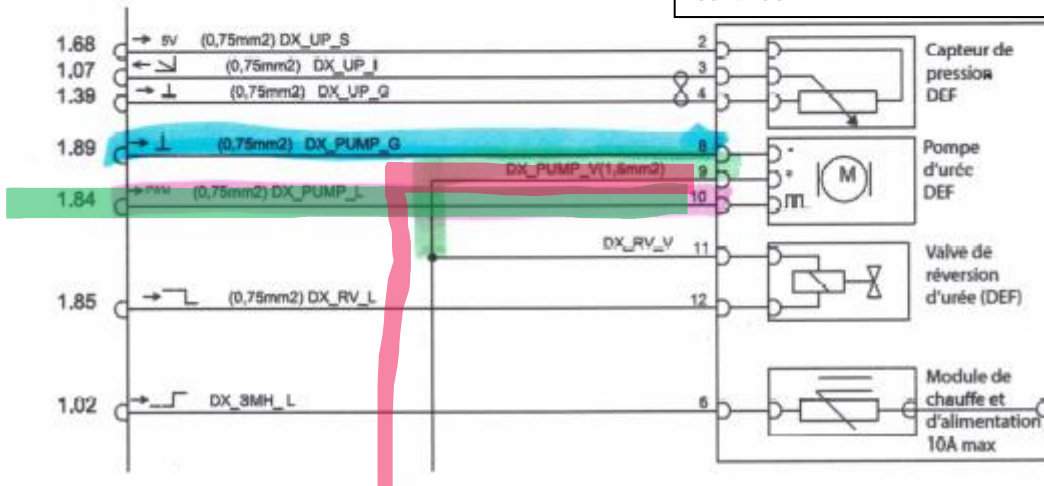 1.68 → 5V (0,75mm2) DX_UP_S 2
1.07 (0,75mm2) DX_UP_I 3
1.39 (0,75mm2) DX_UP_G 4
Capteur de
pression
DEF
1.89 (0,75mm2) DX_PUMP_G 8 -
DX_PUMP_V(1,5mm2) 9 +
1.84 PWM (0,75mm2) DX_PUMP_L 10
M
Pompe
d'urée
DEF
DX_RV_V 11
1.85 (0,75mm2) DX_RV_L 12
Valve de
réversion
d'urée (DEF)
1.02 DX_SMH_L 6
Module de
chauffe et
d'alimentation
10A max